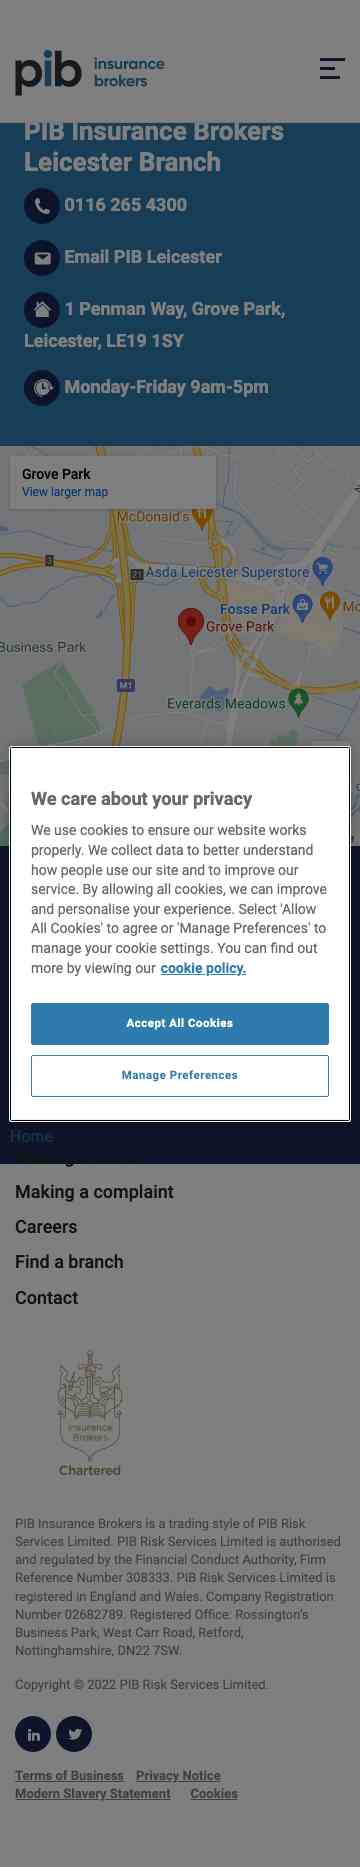 pib insurance
brokers
PIB Insurance Brokers
Leicester Branch
0116 265 4300
Email PIB Leicester
1 Penman Way, Grove Park,
Leicester, LE19 1SY
Monday-Friday 9am-5pm
Grove Park
View larger map
McDonald's
3
21
Asda Leicester Superstore
Fosse Park
Mc
Grove Park
Business Park
M1
Everards Meadows
We care about your privacy
We use cookies to ensure our website works
properly. We collect data to better understand
how people use our site and to improve our
service. By allowing all cookies, we can improve
and personalise your experience. Select 'Allow
All Cookies' to agree or 'Manage Preferences' to
manage your cookie settings. You can find out
more by viewing our cookie policy.
Accept All Cookies
Manage Preferences
Home
Making a complaint
Careers
Find a branch
Contact
Insurance
Brokers
Chartered
PIB Insurance Brokers is a trading style of PIB Risk
Services Limited. PIB Risk Services Limited is authorised
and regulated by the Financial Conduct Authority, Firm
Reference Number 308333. PIB Risk Services Limited is
registered in England and Wales. Company Registration
Number 02682789. Registered Office: Rossington's
Business Park, West Carr Road, Retford,
Nottinghamshire, DN22 7SW.
Copyright © 2022 PIB Risk Services Limited.
in
Terms of Business Privacy Notice
Modern Slavery Statement Cookies